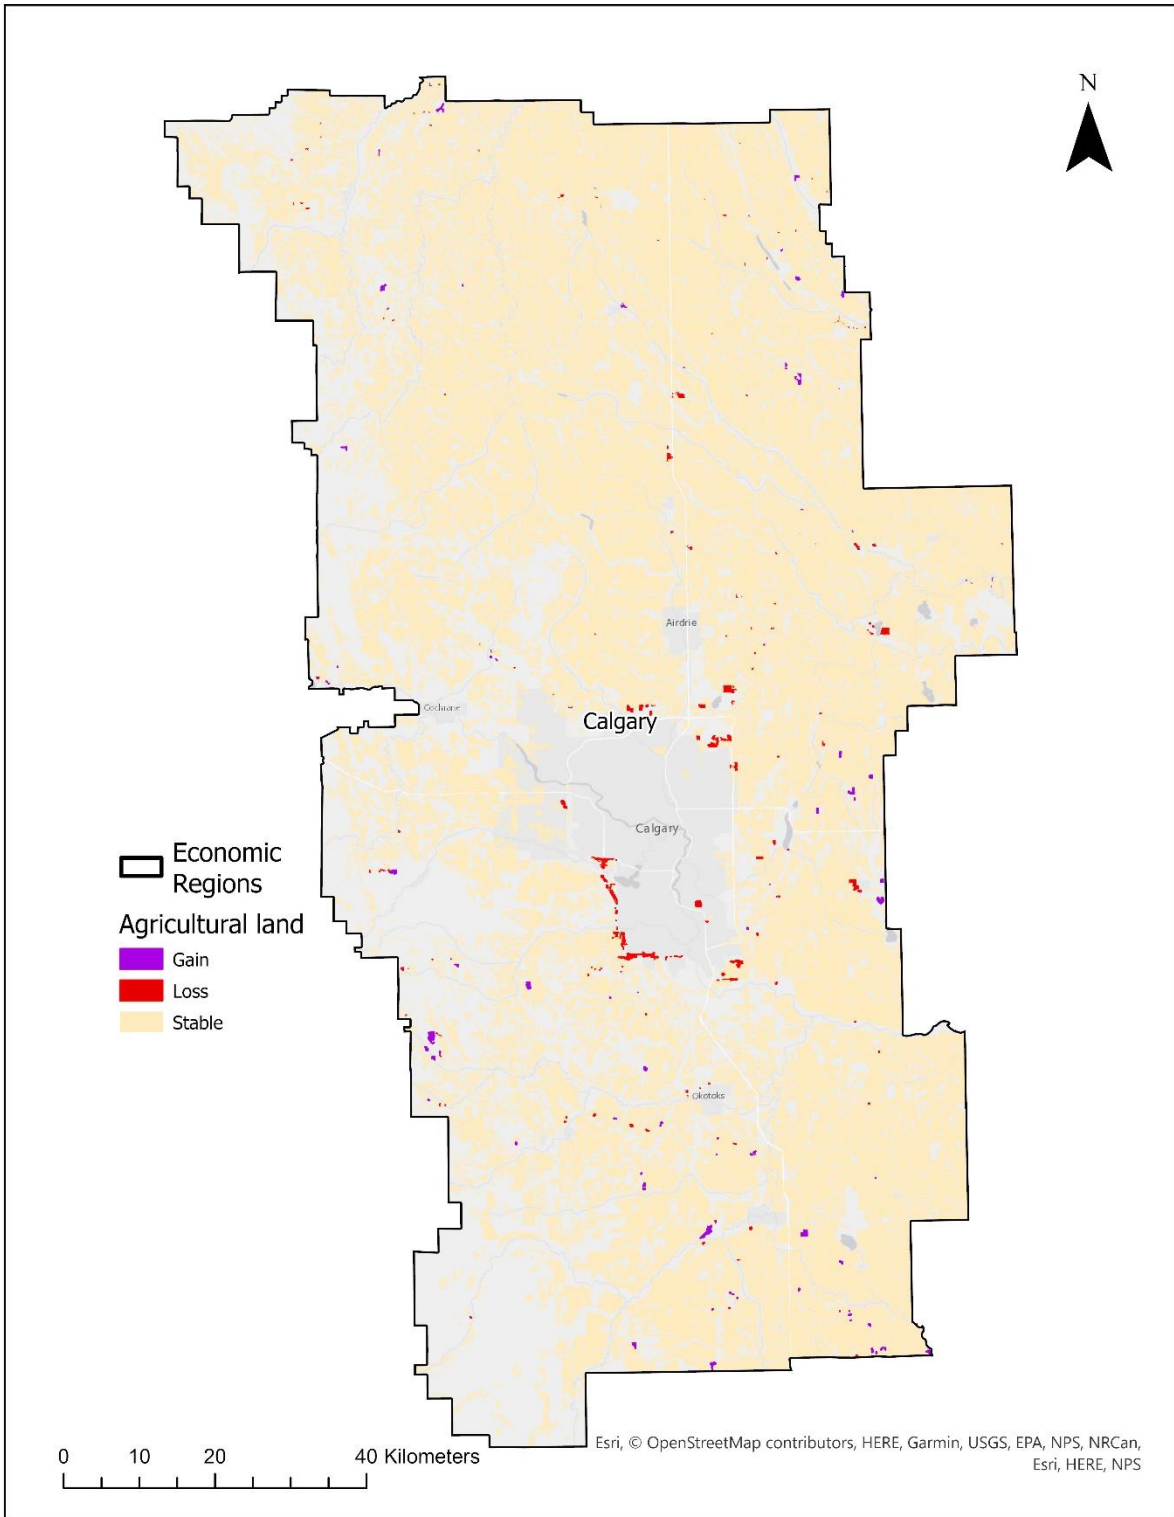 N
Airdrie
Cochrane
Calgary
Calgary
Economic
Regions
Agricultural land
Gain
Loss
Stable
Okotoks
0 10 20 40 Kilometers
Esri, © OpenStreetMap contributors, HERE, Garmin, USGS, EPA, NPS, NRCan,
Esri, HERE, NPS